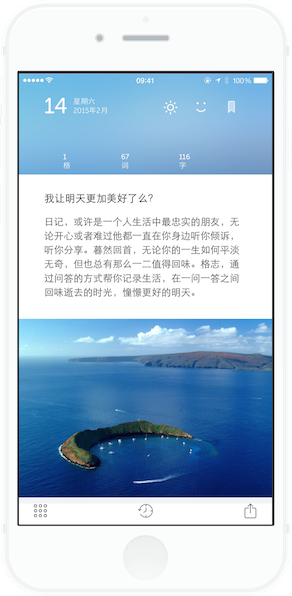 09:41
100%
14 星期六
2015年2月
1 67 116
格 词 字
我让明天更加美好了么？
日记，或许是一个人生活中最忠实的朋友，无
论开心或者难过他都一直在你身边听你倾诉，
听你分享。蓦然回首，无论你的一生如何平淡
无奇，但也总有那么一二值得回味。格志，通
过问答的方式帮你记录生活，在一问一答之间
回味逝去的时光，憧憬更好的明天。